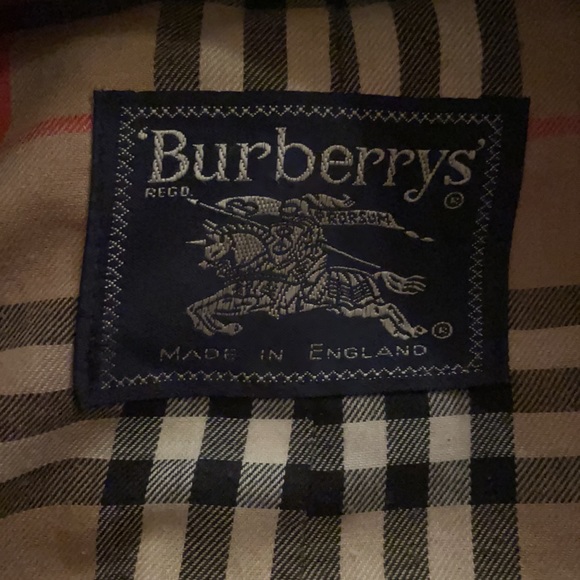 'Burberrys'
REGD. ®
PRORSUM
®
MADE IN ENGLAND